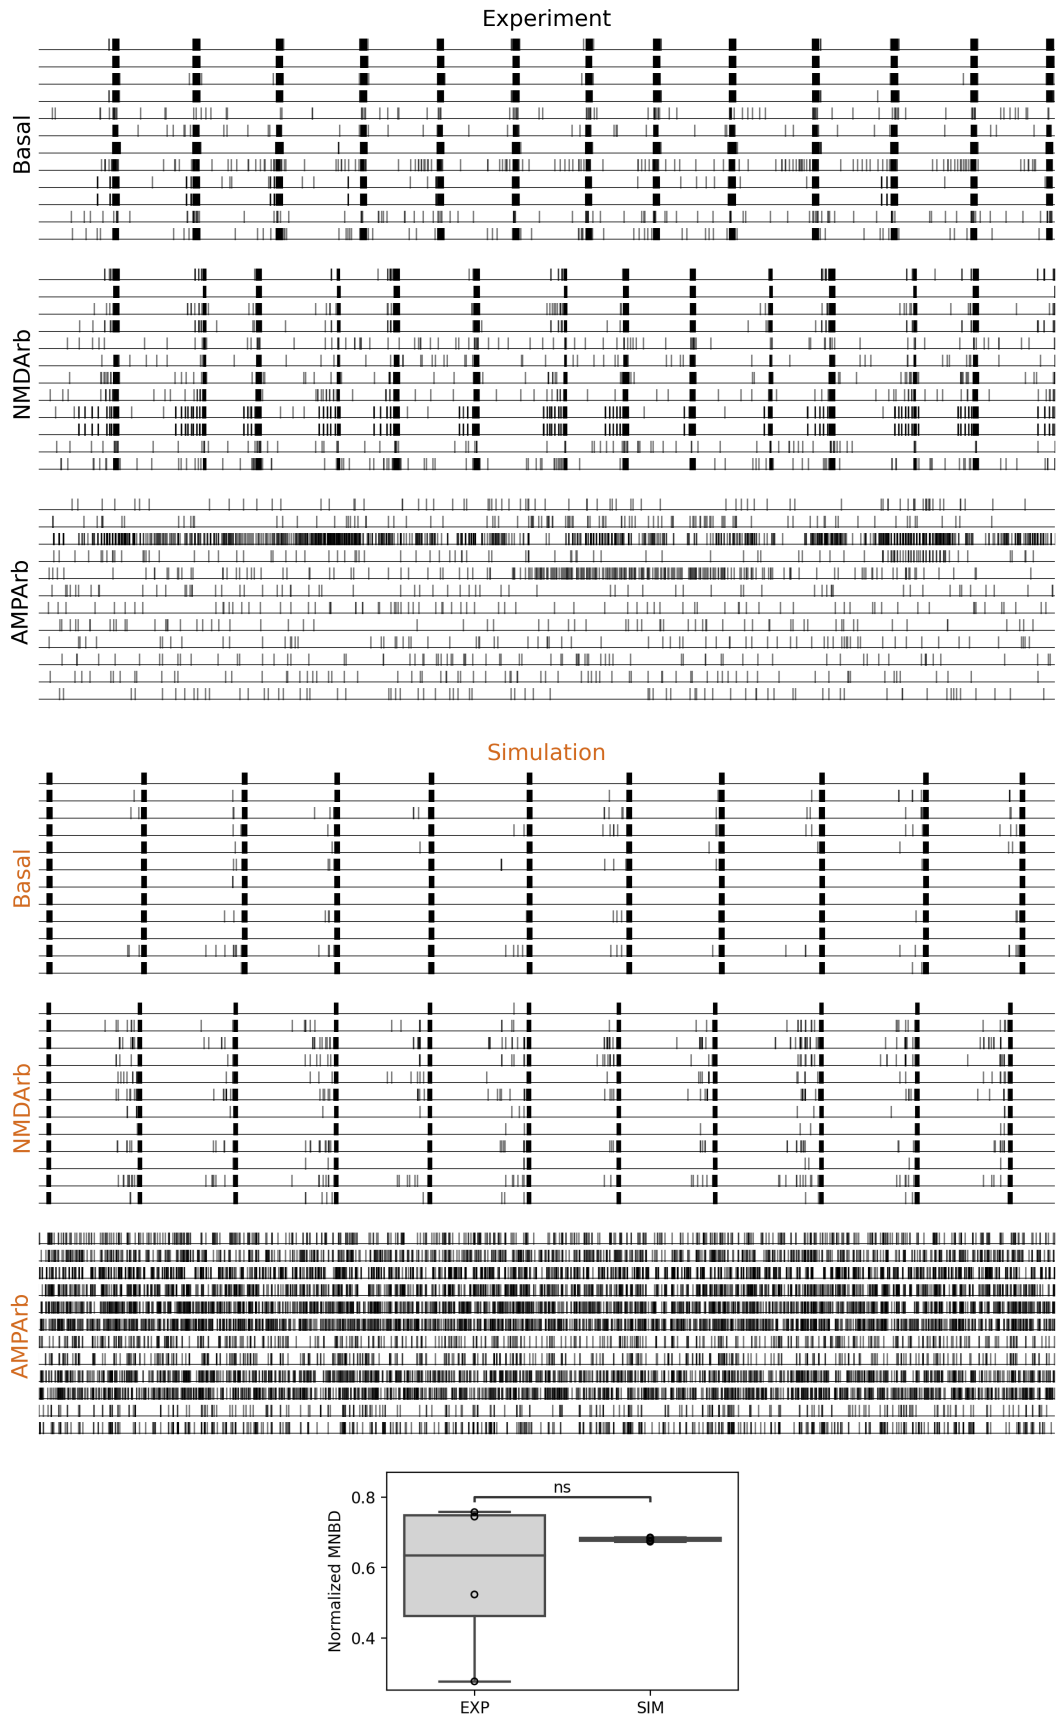 Experiment
Basal
NMDArb
AMPArb
Simulation
Basal
NMDArb
AMPArb
ns
0.8
0.6
0.4
Normalized MNBD
EXP
SIM